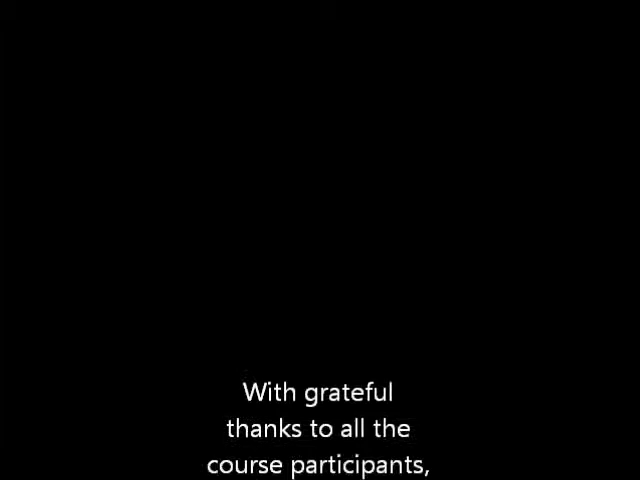 With grateful
thanks to all the
course participants,